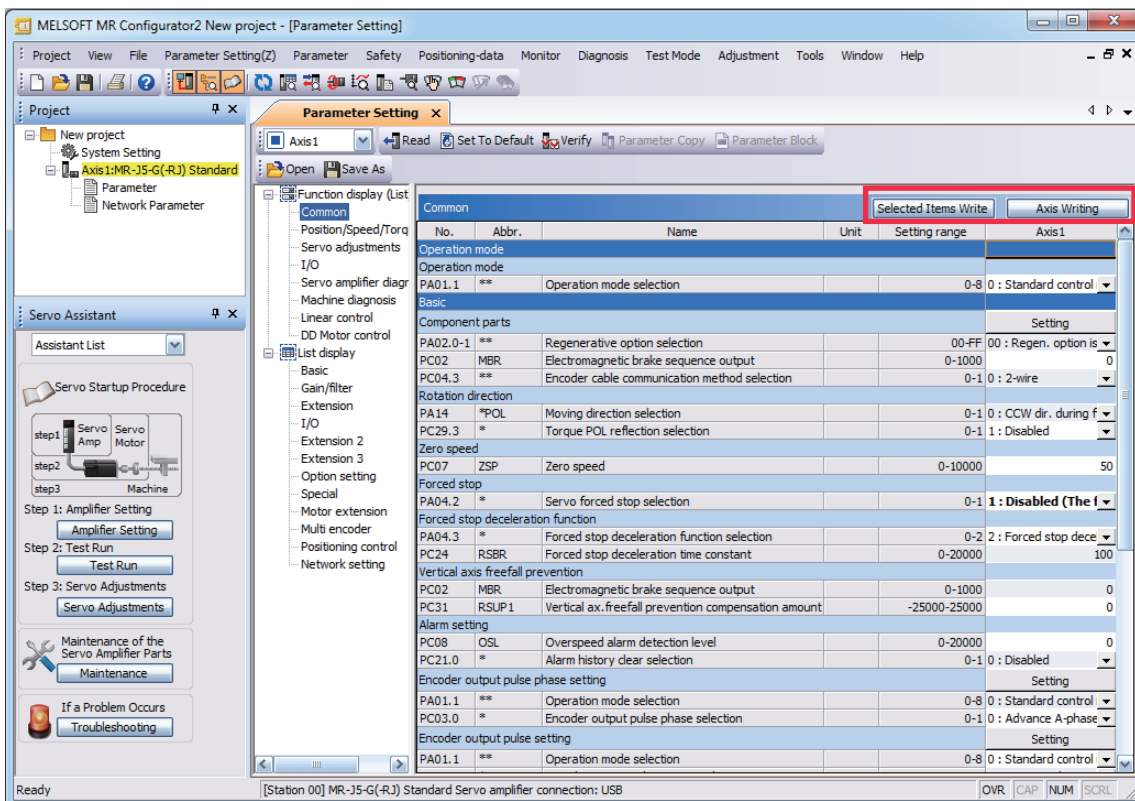 MELSOFT MR Configurator2 New project - [Parameter Setting]
Project View File Parameter Setting(Z) Parameter Safety Positioning-data Monitor Diagnosis Test Mode Adjustment Tools Window Help
Project
New project
System Setting
Axis1:MR-J5-G(-RJ) Standard
Parameter
Network Parameter
Servo Assistant
Assistant List
Servo Startup Procedure
step1 Servo Amp Servo Motor
step2
step3 Machine
Step 1: Amplifier Setting
Amplifier Setting
Step 2: Test Run
Test Run
Step 3: Servo Adjustments
Servo Adjustments
Maintenance of the
Servo Amplifier Parts
Maintenance
If a Problem Occurs
Troubleshooting
Parameter Setting
Axis1 Read Set To Default Verify Parameter Copy Parameter Block
Open Save As
Function display (List
Common
Position/Speed/Torq
Servo adjustments
I/O
Servo amplifier diagr
Machine diagnosis
Linear control
DD Motor control
List display
Basic
Gain/filter
Extension
I/O
Extension 2
Extension 3
Option setting
Special
Motor extension
Multi encoder
Positioning control
Network setting
Common Selected Items Write Axis Writing
No. Abbr. Name Unit Setting range Axis1
Operation mode
Operation mode
PA01.1 ** Operation mode selection 0-8 0 : Standard control
Basic
Component parts Setting
PA02.0-1 ** Regenerative option selection 00-FF 00 : Regen. option is
PC02 MBR Electromagnetic brake sequence output 0-1000 0
PC04.3 ** Encoder cable communication method selection 0-1 0 : 2-wire
Rotation direction
PA14 *POL Moving direction selection 0-1 0 : CCW dir. during f
PC29.3 * Torque POL reflection selection 0-1 1 : Disabled
Zero speed
PC07 ZSP Zero speed 0-10000 50
Forced stop
PA04.2 * Servo forced stop selection 0-1 1 : Disabled (The f
Forced stop deceleration function
PA04.3 * Forced stop deceleration function selection 0-2 2 : Forced stop dece
PC24 RSBR Forced stop deceleration time constant 0-20000 100
Vertical axis freefall prevention
PC02 MBR Electromagnetic brake sequence output 0-1000 0
PC31 RSUP1 Vertical ax.freefall prevention compensation amount -25000-25000 0
Alarm setting
PC08 OSL Overspeed alarm detection level 0-20000 0
PC21.0 * Alarm history clear selection 0-1 0 : Disabled
Encoder output pulse phase setting Setting
PA01.1 ** Operation mode selection 0-8 0 : Standard control
PC03.0 * Encoder output pulse phase selection 0-1 0 : Advance A-phase
Encoder output pulse setting Setting
PA01.1 ** Operation mode selection 0-8 0 : Standard control
Ready [Station 00] MR-J5-G(-RJ) Standard Servo amplifier connection: USB OVR CAP NUM SCRL